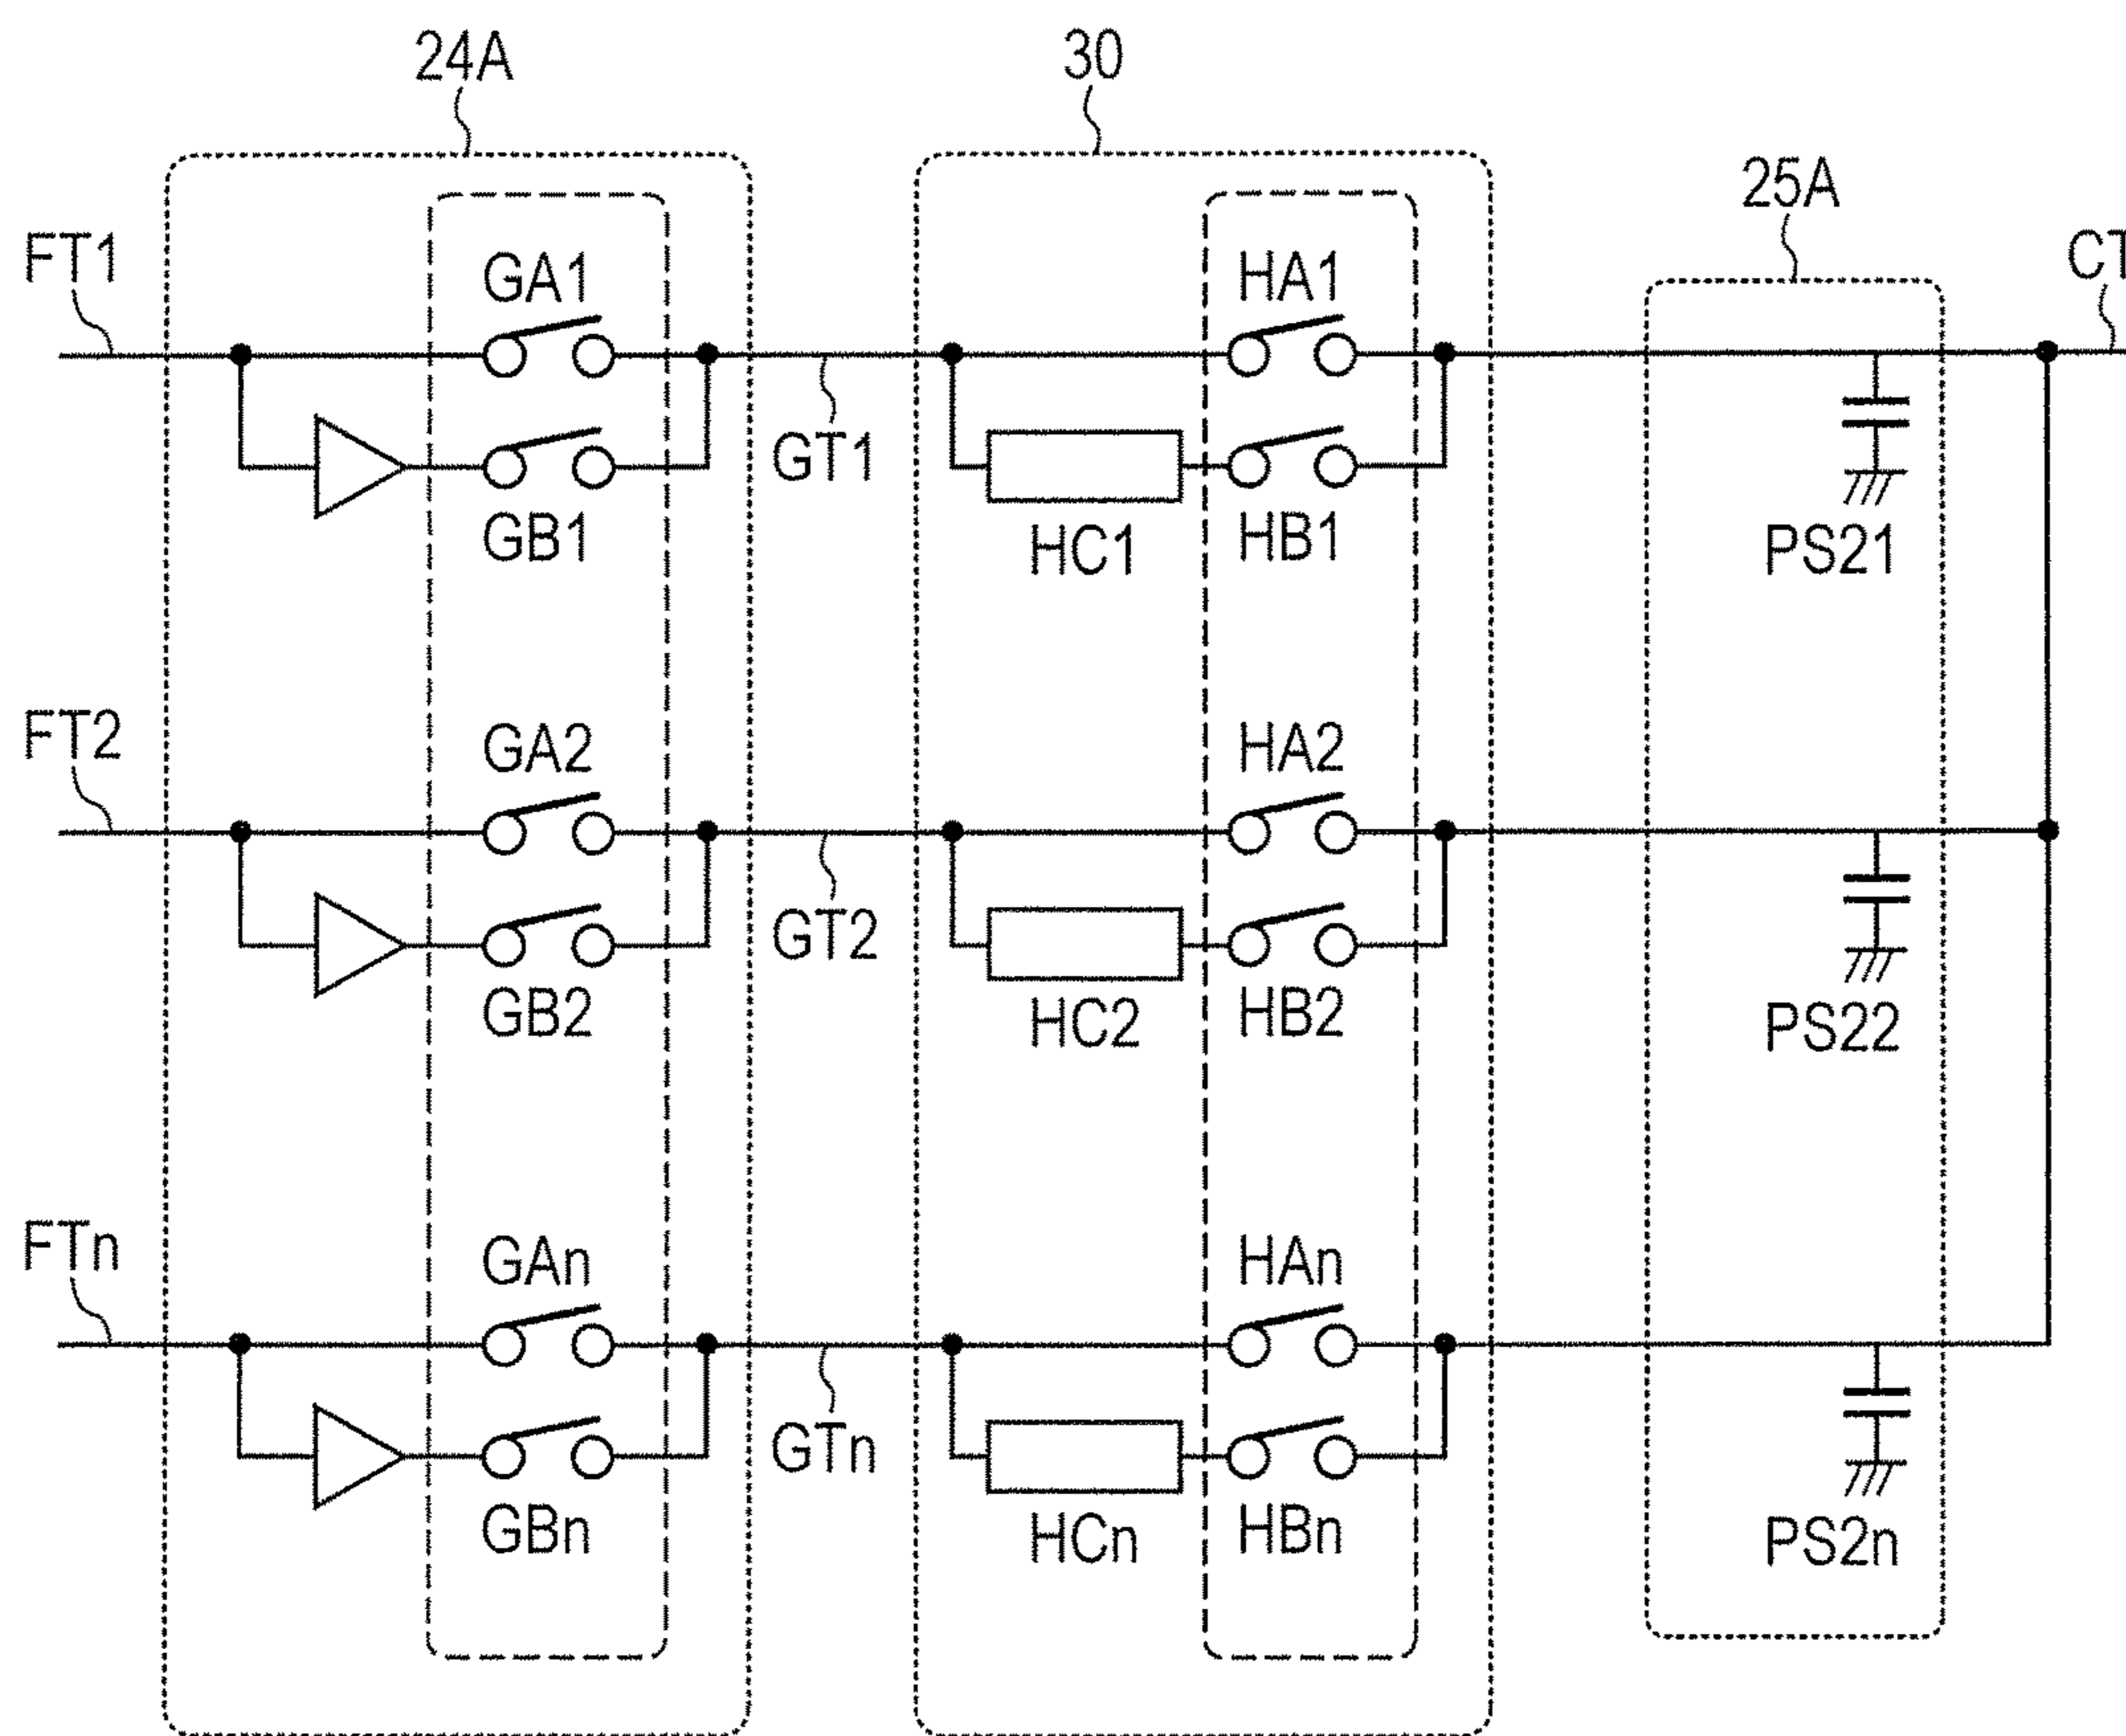 24A
30
25A
CT
FT1
GA1
HA1
GT1
GB1
HC1
HB1
PS21
FT2
GA2
HA2
GT2
GB2
HC2
HB2
PS22
FTn
GAn
HAn
GTn
GBn
HCn
HBn
PS2n